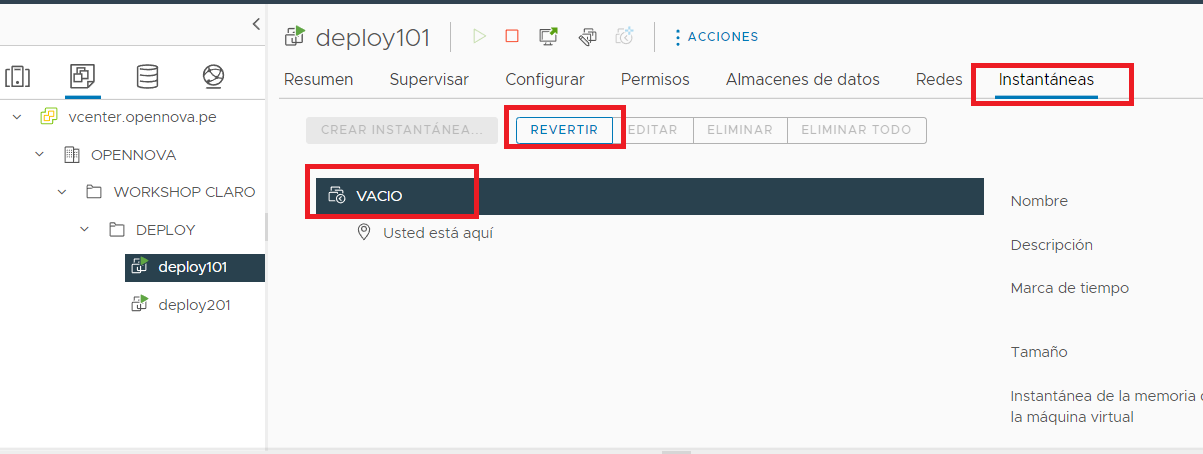 deploy101
ACCIONES
Resumen
Supervisar
Configurar
Permisos
Almacenes de datos
Redes
Instantáneas
vcenter.opennova.pe
OPENNOVA
WORKSHOP CLARO
DEPLOY
deploy101
deploy201
CREAR INSTANTÁNEA...
REVERTIR
EDITAR
ELIMINAR
ELIMINAR TODO
VACIO
Usted está aquí
Nombre
Descripción
Marca de tiempo
Tamaño
Instantánea de la memoria
la máquina virtual